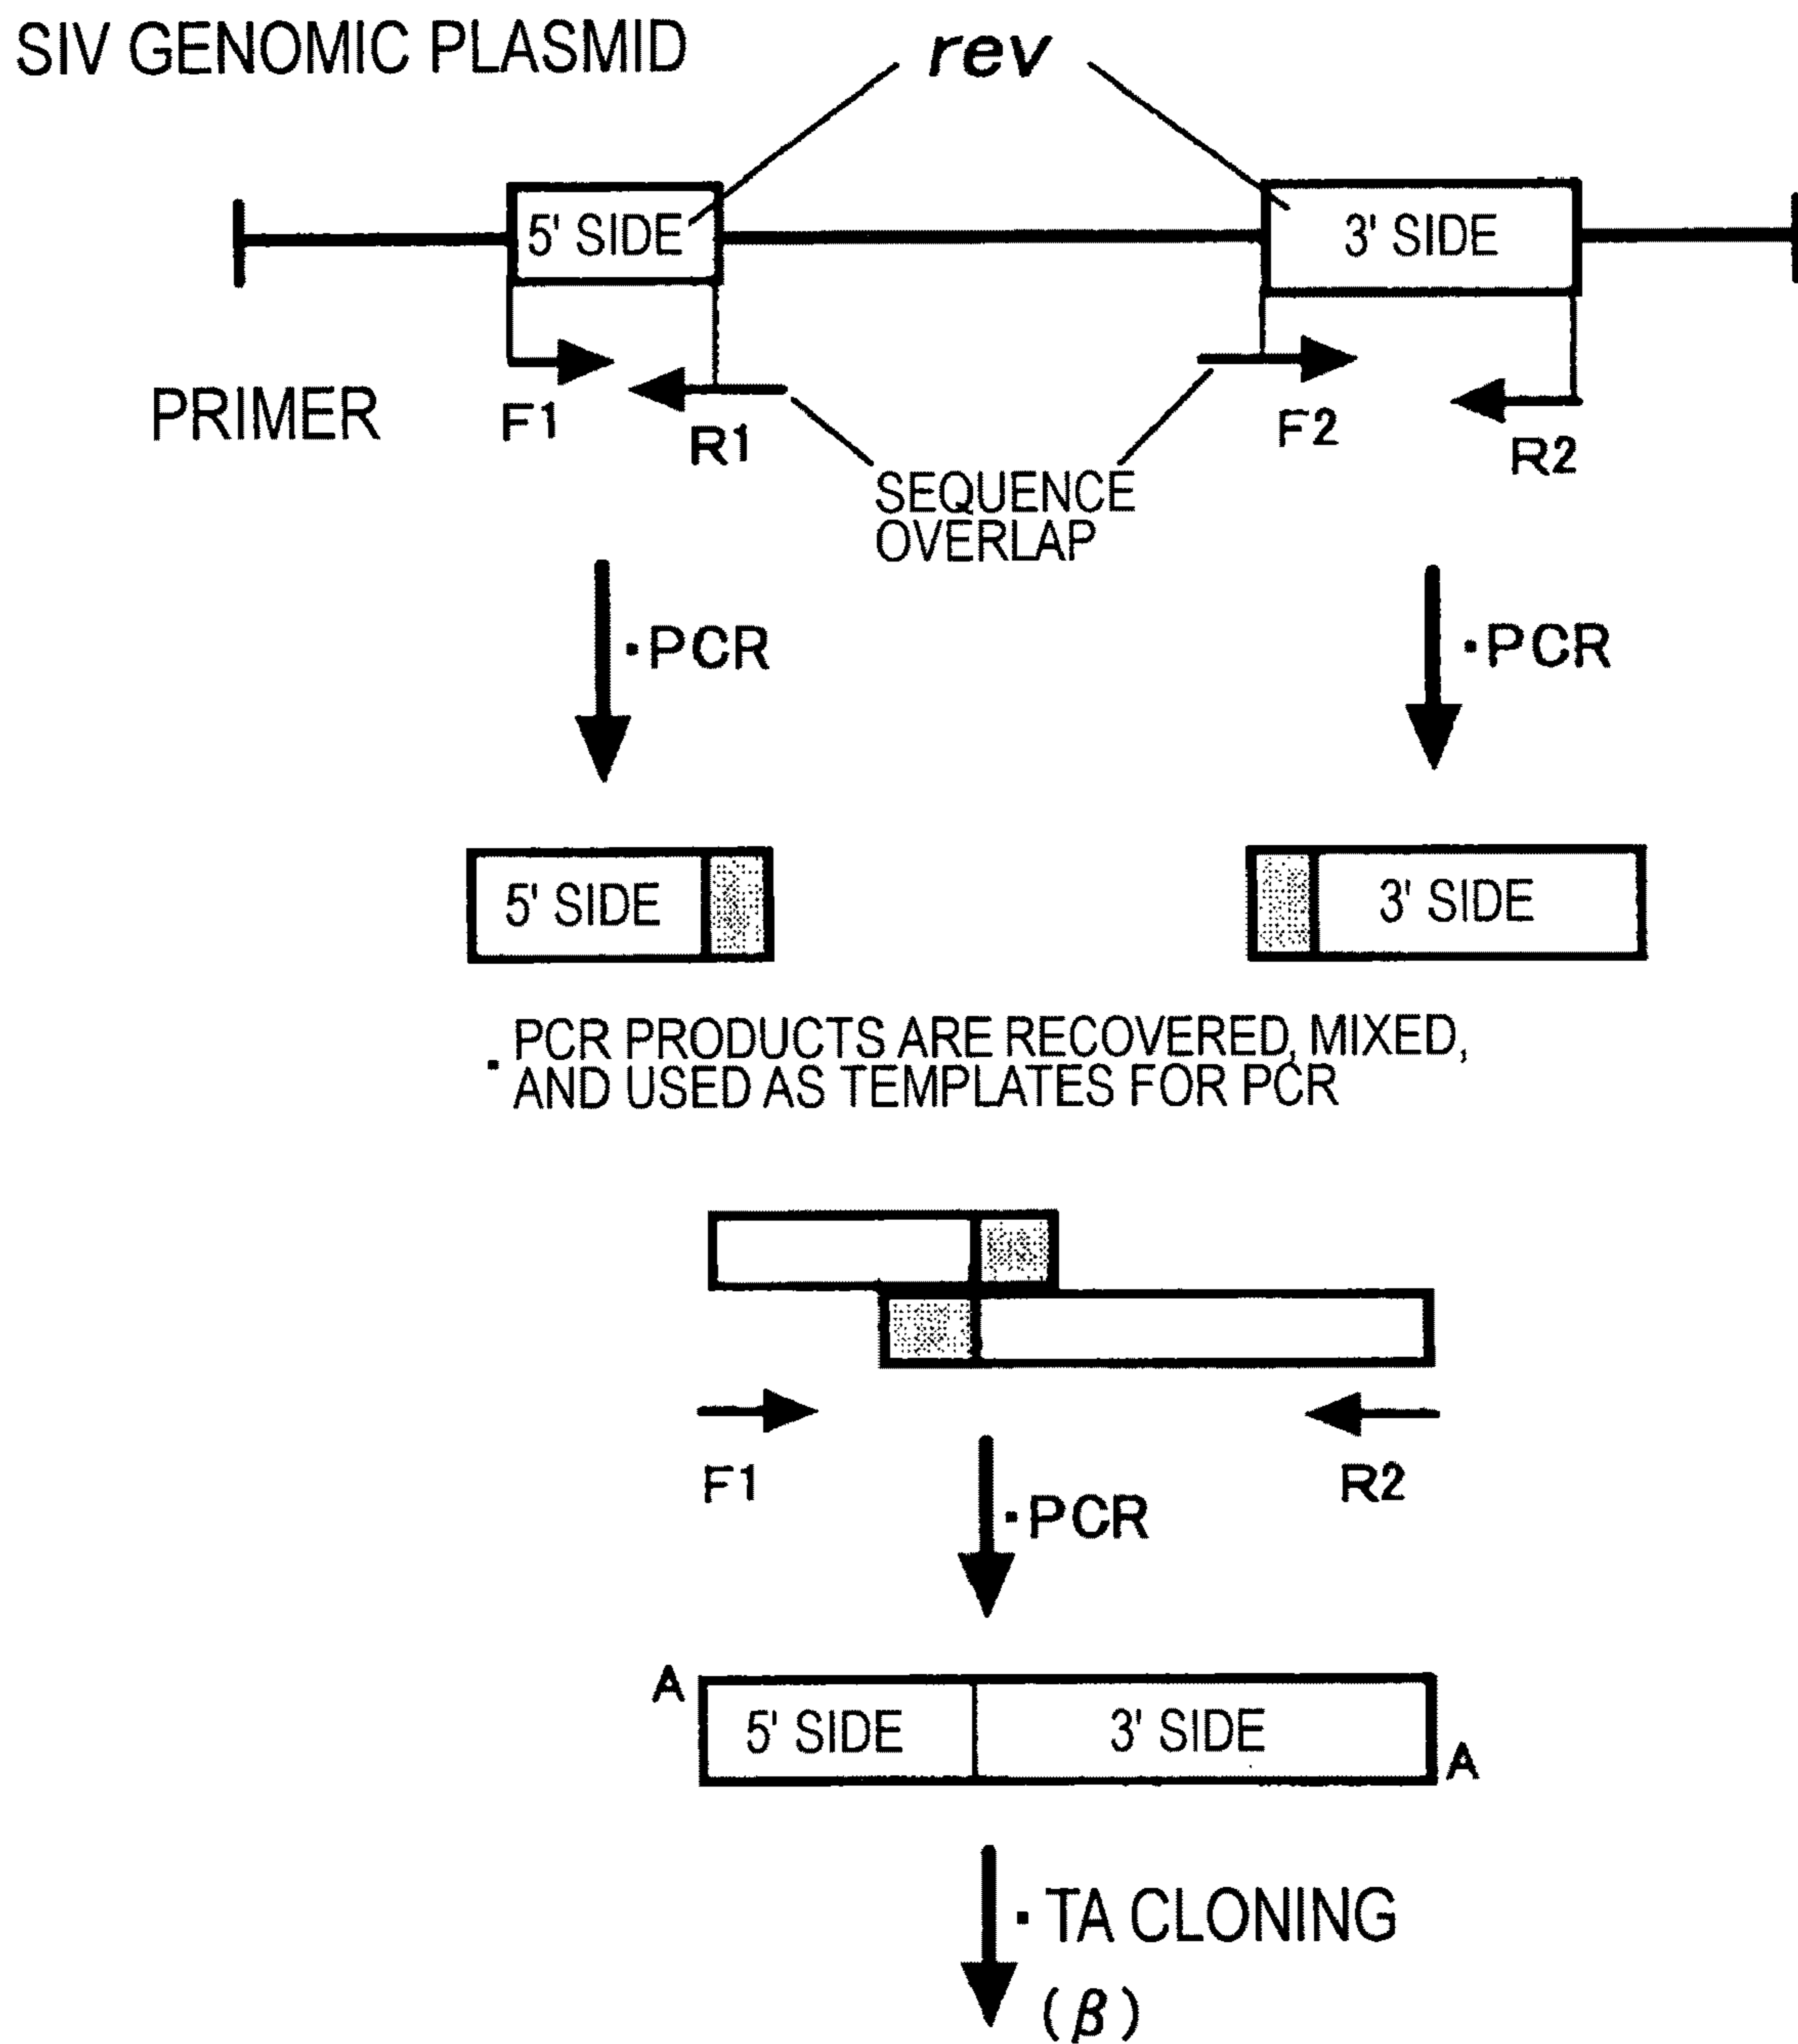 SIV GENOMIC PLASMID
rev
5' SIDE
3' SIDE
PRIMER
F1
R1
F2
R2
SEQUENCE
OVERLAP
·PCR
·PCR
5' SIDE
3' SIDE
· PCR PRODUCTS ARE RECOVERED, MIXED,
AND USED AS TEMPLATES FOR PCR
F1
R2
·PCR
A
5' SIDE
3' SIDE
A
· TA CLONING
(β)